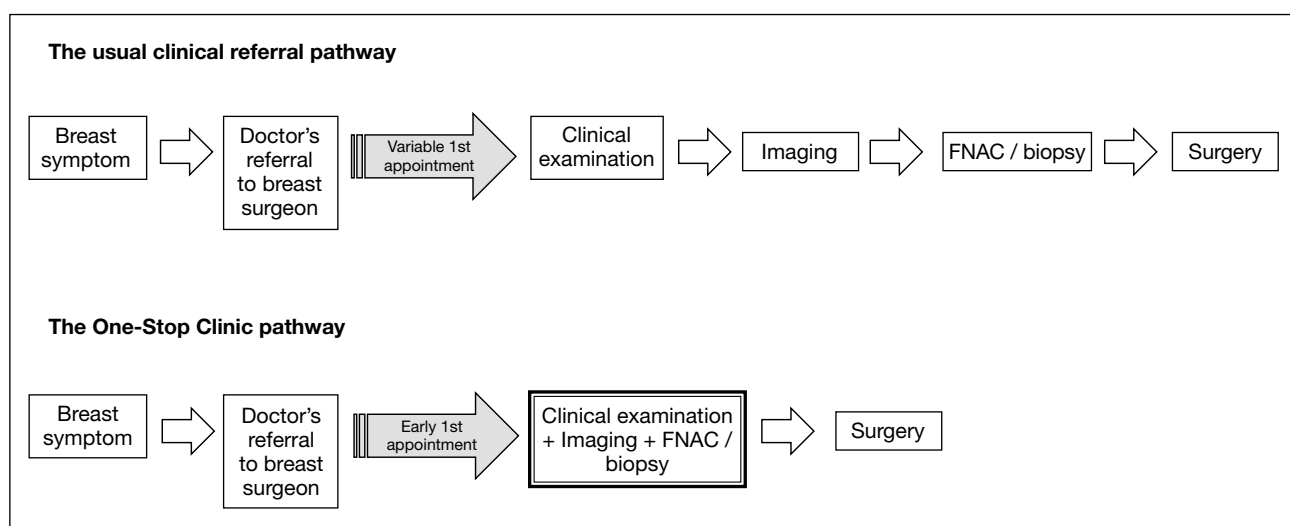 The usual clinical referral pathway
Breast
symptom
Doctor’s
referral
to breast
surgeon
Variable 1st
appointment
Clinical
examination
Imaging
FNAC / biopsy
Surgery
The One-Stop Clinic pathway
Breast
symptom
Doctor’s
referral
to breast
surgeon
Early 1st
appointment
Clinical examination
+ Imaging + FNAC /
biopsy
Surgery